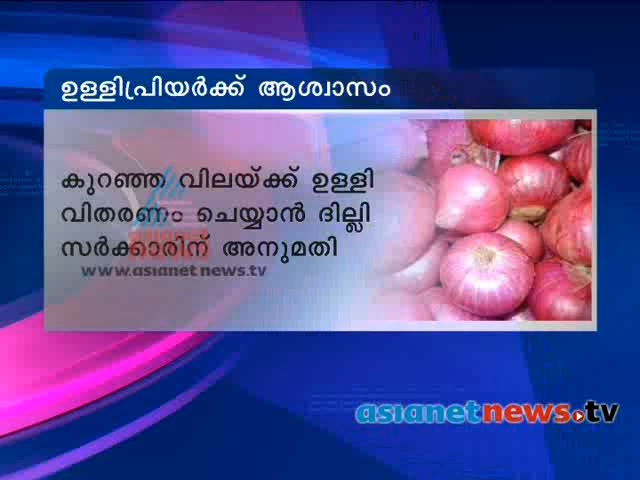 ഉള്ളിപ്രിയർക്ക് ആശ്വാസം
കുറഞ്ഞ വിലയ്ക്ക് ഉള്ളി
വിതരണം ചെയ്യാൻ ദില്ലി
സർക്കാരിന് അനുമതി
www.asianetnews.tv
asianetnews.tv